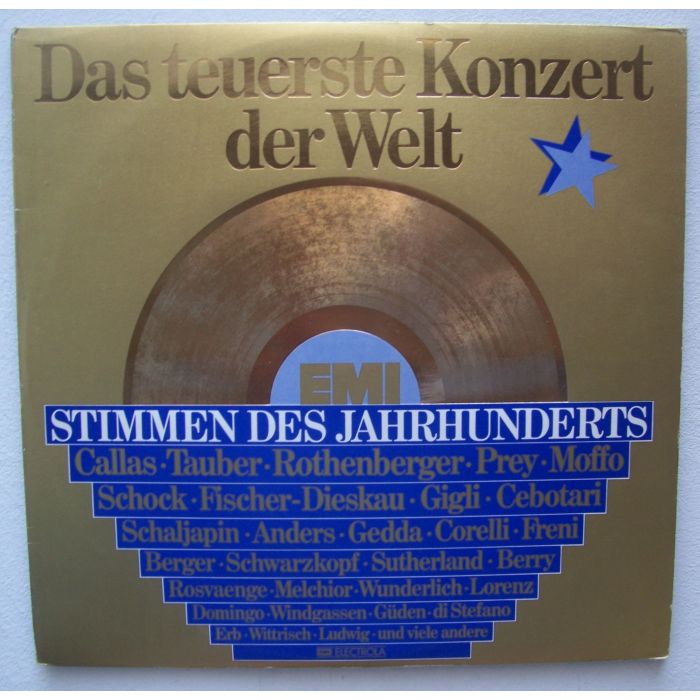 Das teuerste Konzert
der Welt
EMI
STIMMEN DES JAHRHUNDERTS
Callas · Tauber · Rothenberger · Prey · Moffo
Schock · Fischer-Dieskau · Gigli · Cebotari
Schaljapin · Anders · Gedda · Corelli · Freni
Berger · Schwarzkopf · Sutherland · Berry
Rosvaenge · Melchior · Wunderlich · Lorenz
Domingo · Windgassen · Güden · di Stefano
Erb · Wittrisch · Ludwig · und viele andere
EMI ELECTROLA